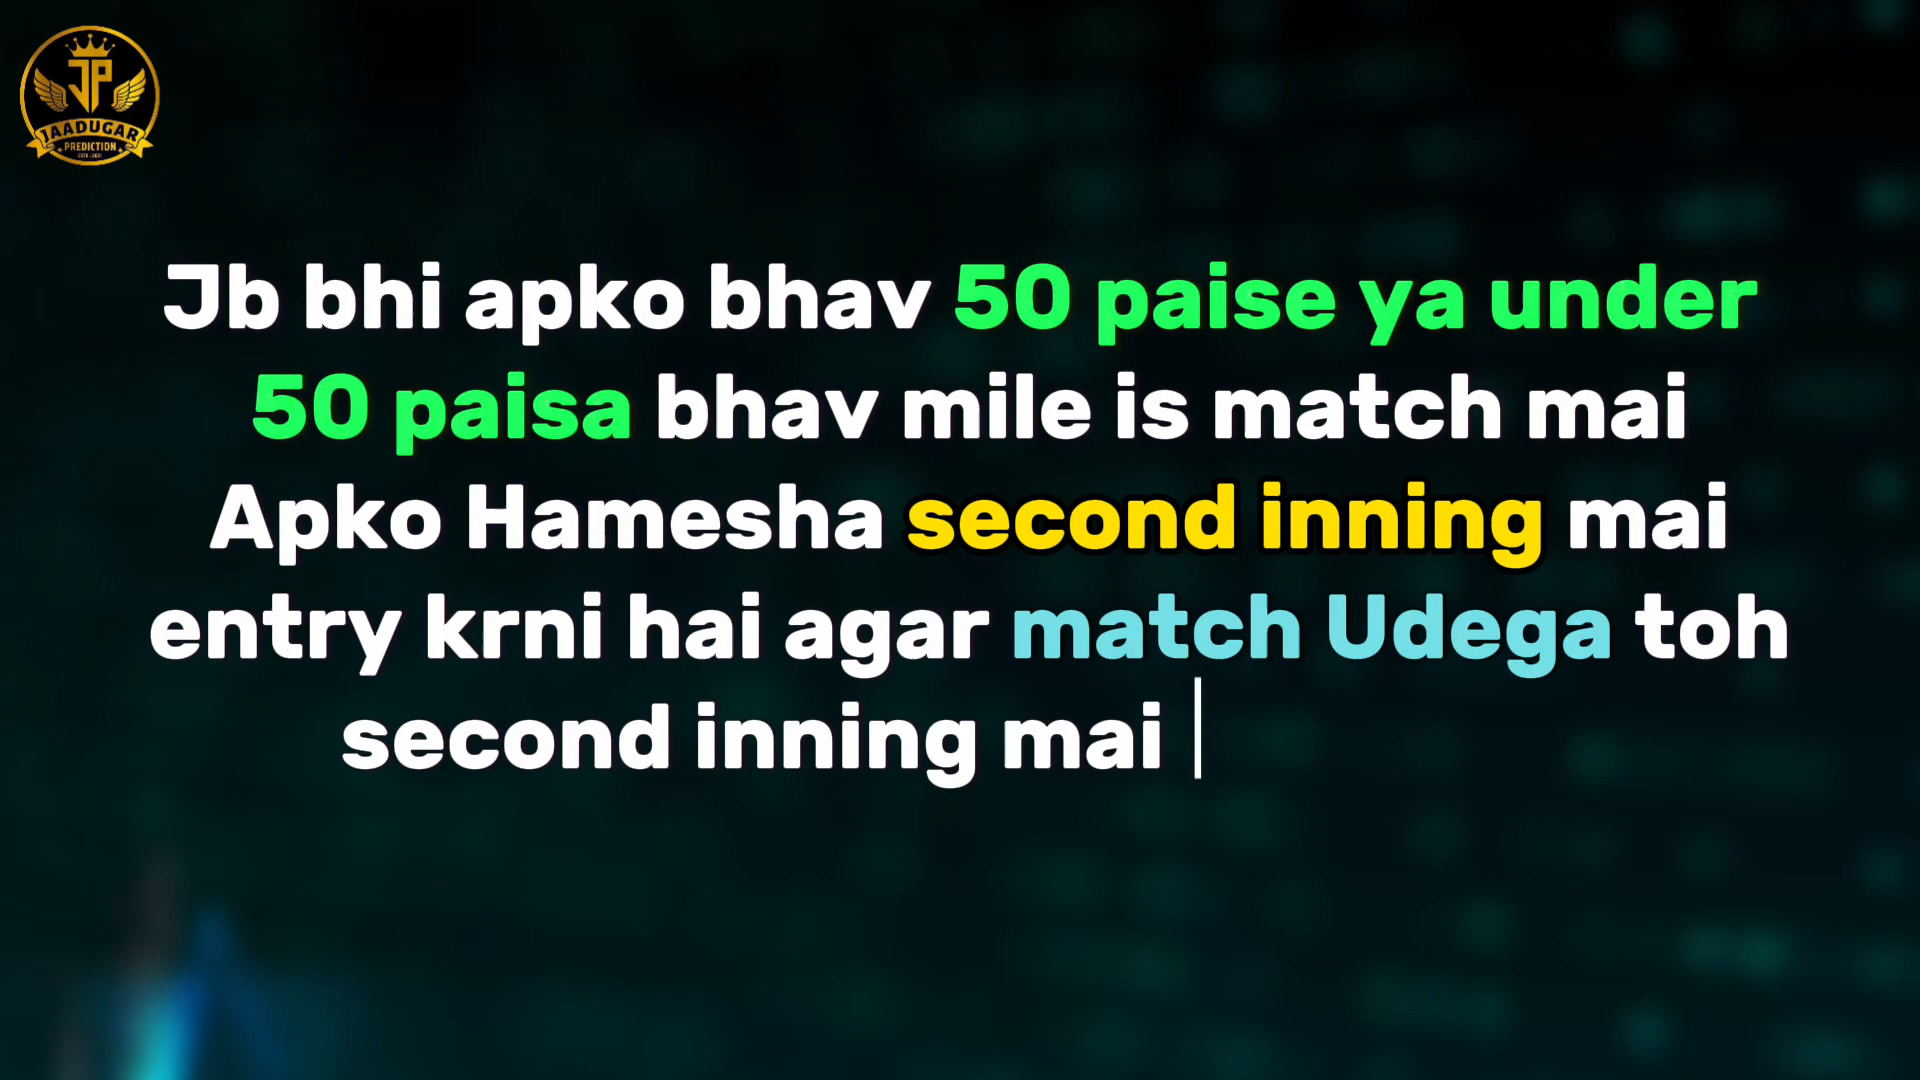 JP
JAADUGAR
PREDICTION
Jb bhi apko bhav 50 paise ya under
50 paisa bhav mile is match mai
Apko Hamesha second inning mai
entry krni hai agar match Udega toh
second inning mai